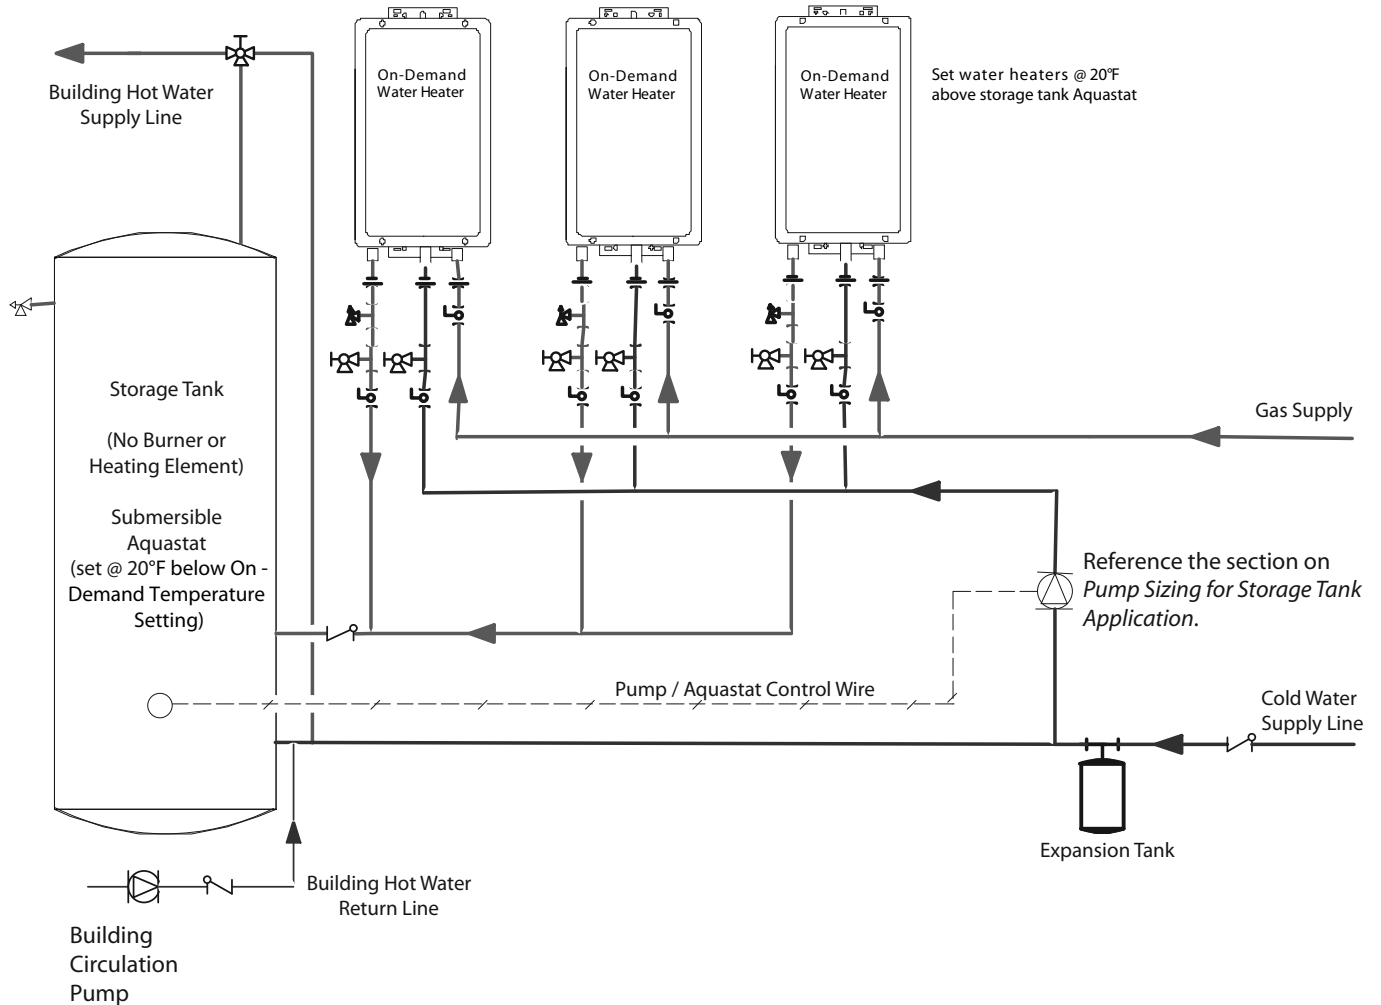 On-Demand
Water Heater
On-Demand
Water Heater
On-Demand
Water Heater
Set water heaters @ 20°F
above storage tank Aquastat
Building Hot Water
Supply Line
Storage Tank
(No Burner or
Heating Element)
Submersible
Aquastat
(set @ 20°F below On -
Demand Temperature
Setting)
Gas Supply
Reference the section on
Pump Sizing for Storage Tank
Application.
Pump / Aquastat Control Wire
Cold Water
Supply Line
Expansion Tank
Building Hot Water
Return Line
Building
Circulation
Pump